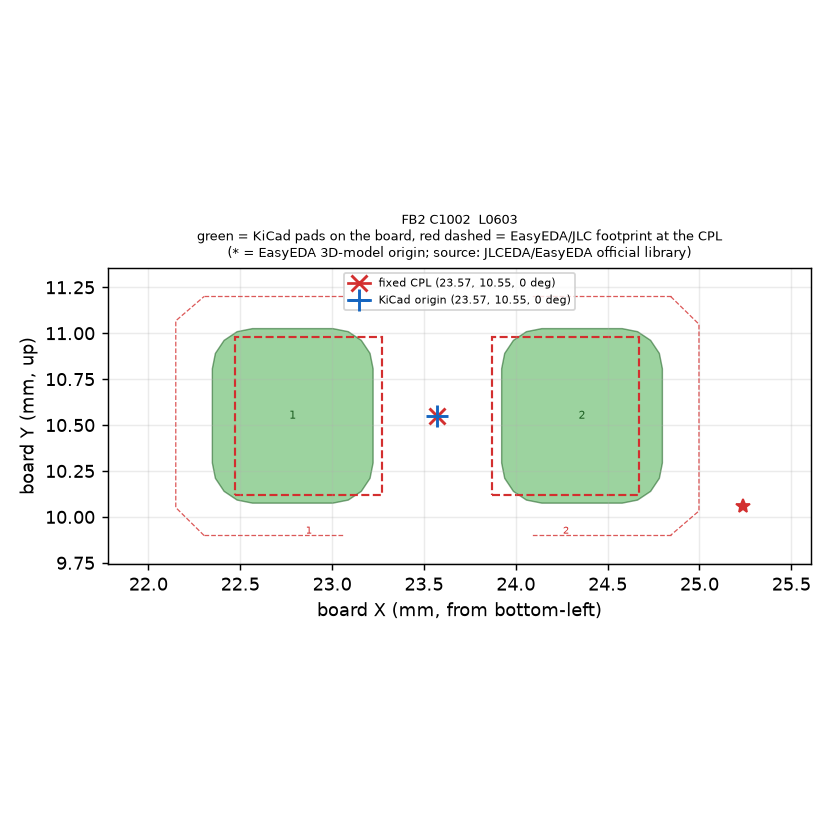 FB2 C1002  L0603
green = KiCad pads on the board, red dashed = EasyEDA/JLC footprint at the CPL
(* = EasyEDA 3D-model origin; source: JLCEDA/EasyEDA official library)
fixed CPL (23.57, 10.55, 0 deg)
KiCad origin (23.57, 10.55, 0 deg)
board Y (mm, up)
11.25
11.00
10.75
10.50
10.25
10.00
9.75
1
2
1
2
22.0 22.5 23.0 23.5 24.0 24.5 25.0 25.5
board X (mm, from bottom-left)